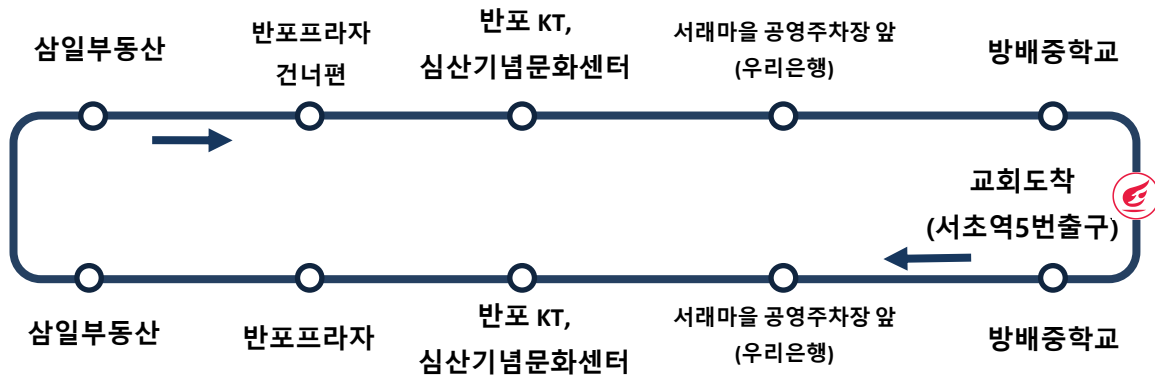 삼일부동산
반포프라자
건너편
반포 KT,
심산기념문화센터
서래마을 공영주차장 앞
(우리은행)
방배중학교
교회도착
(서초역5번출구)
삼일부동산
반포프라자
반포 KT,
심산기념문화센터
서래마을 공영주차장 앞
(우리은행)
방배중학교